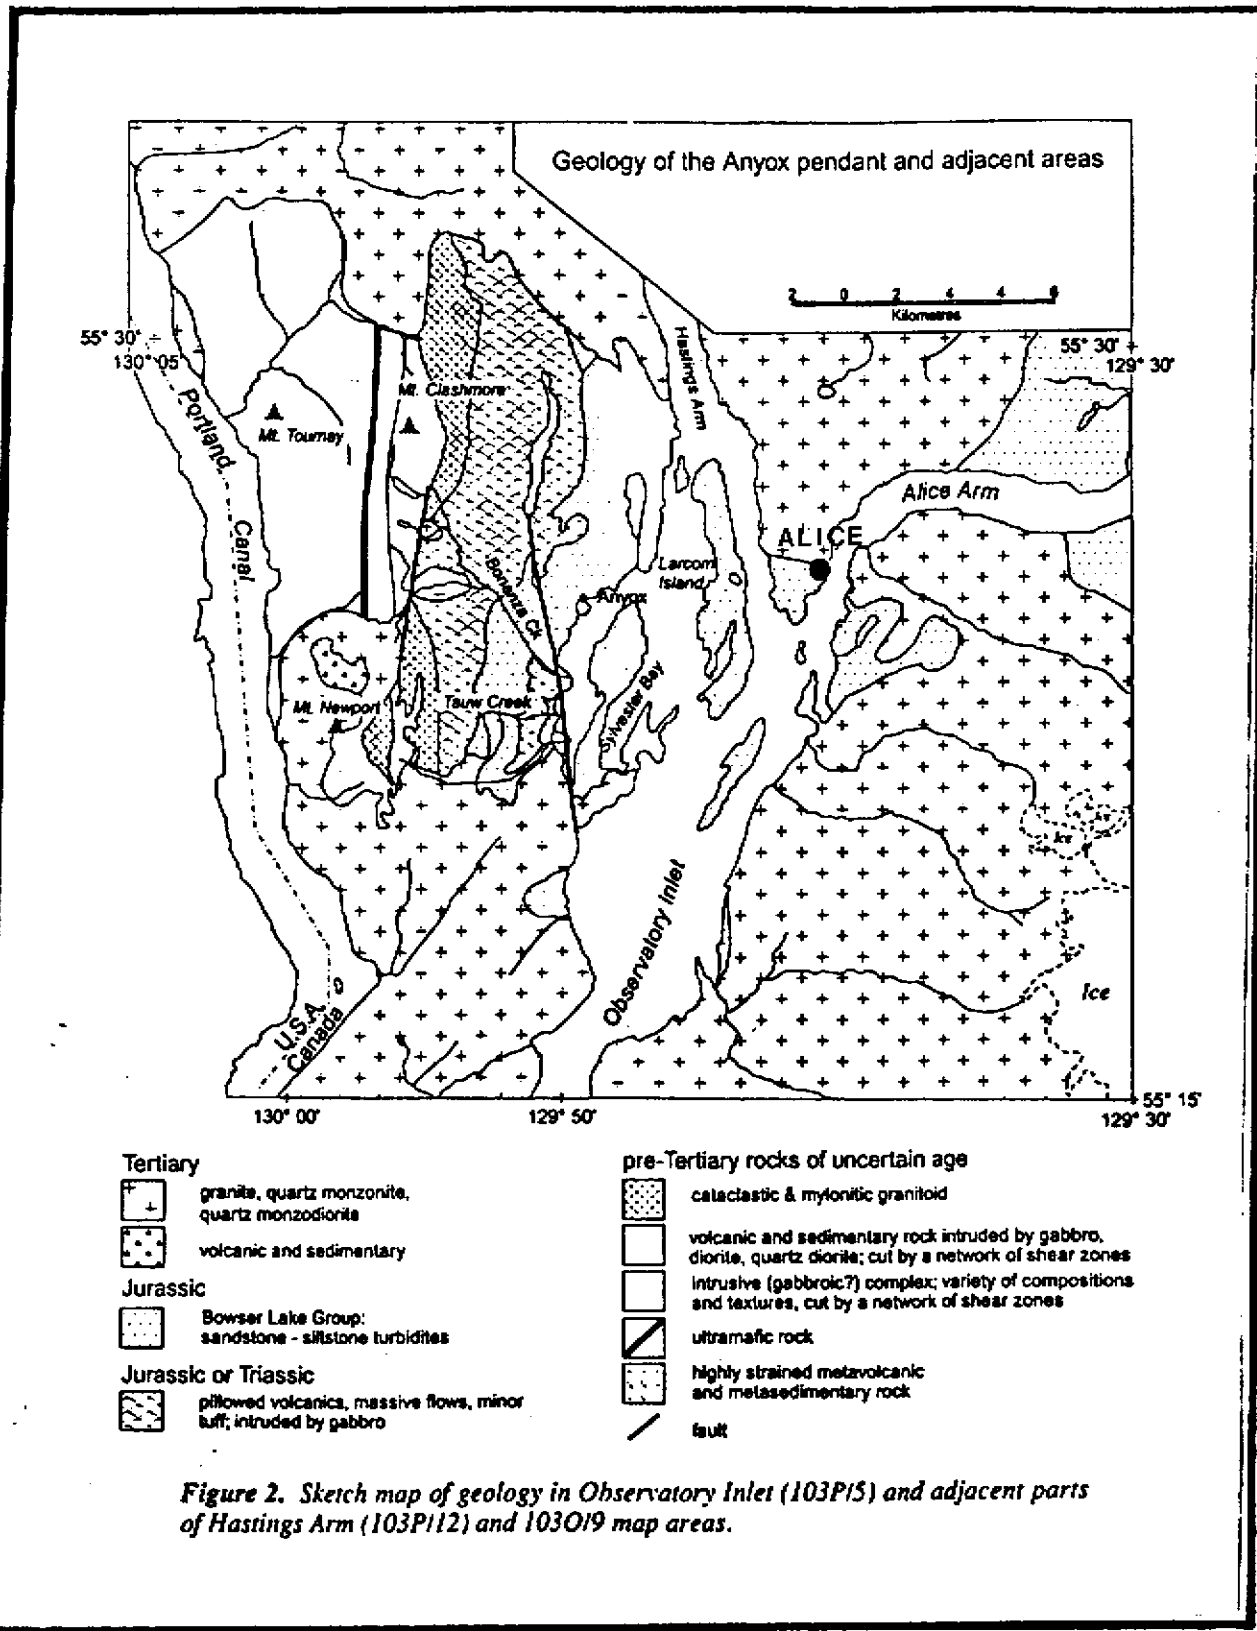 Geology of the Anyox pendant and adjacent areas
2 0 2 4 6
Kilometres
55° 30'
130° 05'
55° 30'
129° 30'
Hastings Arm
Mt. Clashmore
Portland
Canal
Mt. Tournay
Alice Arm
ALICE
Larcom
Island
Bonanza Ck
Anyox
Mt. Newport
Tauw Creek
Sylvester Bay
Observatory Inlet
Ice
Ice
U.S.A.
Canada
130° 00'
129° 50'
55° 15'
129° 30'
Tertiary
granite, quartz monzonite,
quartz monzodiorite
volcanic and sedimentary
Jurassic
Bowser Lake Group:
sandstone - siltstone turbidites
Jurassic or Triassic
pillowed volcanics, massive flows, minor
tuff; intruded by gabbro
pre-Tertiary rocks of uncertain age
cataclastic & mylonitic granitoid
volcanic and sedimentary rock intruded by gabbro,
diorite, quartz diorite; cut by a network of shear zones
intrusive (gabbroic?) complex; variety of compositions
and textures, cut by a network of shear zones
ultramafic rock
highly strained metavolcanic
and metasedimentary rock
fault
Figure 2. Sketch map of geology in Observatory Inlet (103P/5) and adjacent parts
of Hastings Arm (103P/12) and 103O/9 map areas.